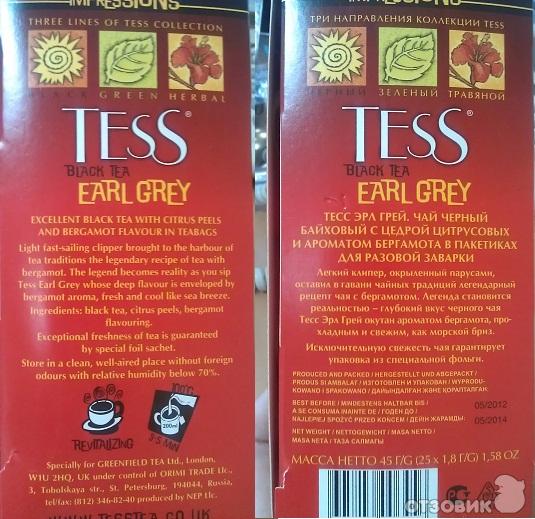 IMPRESSIONS
THREE LINES OF TESS COLLECTION
BLACK GREEN HERBAL
TESS®
BLACK TEA
EARL GREY
EXCELLENT BLACK TEA WITH CITRUS PEELS
AND BERGAMOT FLAVOUR IN TEABAGS
Light fast-sailing clipper brought to the harbour of
tea traditions the legendary recipe of tea with
bergamot. The legend becomes reality as you sip
Tess Earl Grey whose deep flavour is enveloped by
bergamot aroma, fresh and cool like sea breeze.
Ingredients: black tea, citrus peels, bergamot
flavouring.
Exceptional freshness of tea is guaranteed
by special foil sachet.
Store in a clean, well-aired place without foreign
odours with relative humidity below 70%.
100°C
200ml
REVITALIZING
3-5 MIN
Specially for GREENFIELD TEA Ltd., London,
W1U 2HQ, UK under control of ORIMI TRADE Llc.,
3, Tobolskaya str., St. Petersburg, 194044, Russia,
tel/fax: (812) 346-82-40 produced by NEP Llc.
WWW.TESSTEA.CO.UK
IMPRESSIONS
ТРИ НАПРАВЛЕНИЯ КОЛЛЕКЦИИ TESS
ЧЕРНЫЙ ЗЕЛЕНЫЙ ТРАВЯНОЙ
TESS®
BLACK TEA
EARL GREY
ТЕСС ЭРЛ ГРЕЙ. ЧАЙ ЧЕРНЫЙ
БАЙХОВЫЙ С ЦЕДРОЙ ЦИТРУСОВЫХ
И АРОМАТОМ БЕРГАМОТА В ПАКЕТИКАХ
ДЛЯ РАЗОВОЙ ЗАВАРКИ
Легкий клипер, окрыленный парусами,
оставил в гавани чайных традиций легендарный
рецепт чая с бергамотом. Легенда становится
реальностью – глубокий вкус черного чая
Тесс Эрл Грей окутан ароматом бергамота, про-
хладным и свежим, как морской бриз.
Исключительную свежесть чая гарантирует
упаковка из специальной фольги.
PRODUCED AND PACKED / HERGESTELLT UND ABGEPACKT /
PRODUS SI AMBALAT / ИЗГОТОВЛЕН И УПАКОВАН / WYPRODU-
KOWANO / SPAKOWANO / ДАЙЫНДАЛҒАН ЖӘНЕ ҚОРАПТАЛҒАН:
BEST BEFORE / MINDESTENS HALTBAR BIS /
A SE CONSUMA INAINTE DE / ГОДЕН ДО /
NAJLEPIEJ SPOŻYĆ PRZED KOŃCEM / ДЕЙІН ЖАРАМДЫ:
05/2012
05/2014
NET WEIGHT / NETTOGEWICHT / MASA NETTO /
MASA NETA / ТАЗА САЛМАҒЫ
МАССА НЕТТО 45 Г/G (25 x 1,8 Г/G) 1,58 OZ
ОТЗОВИК